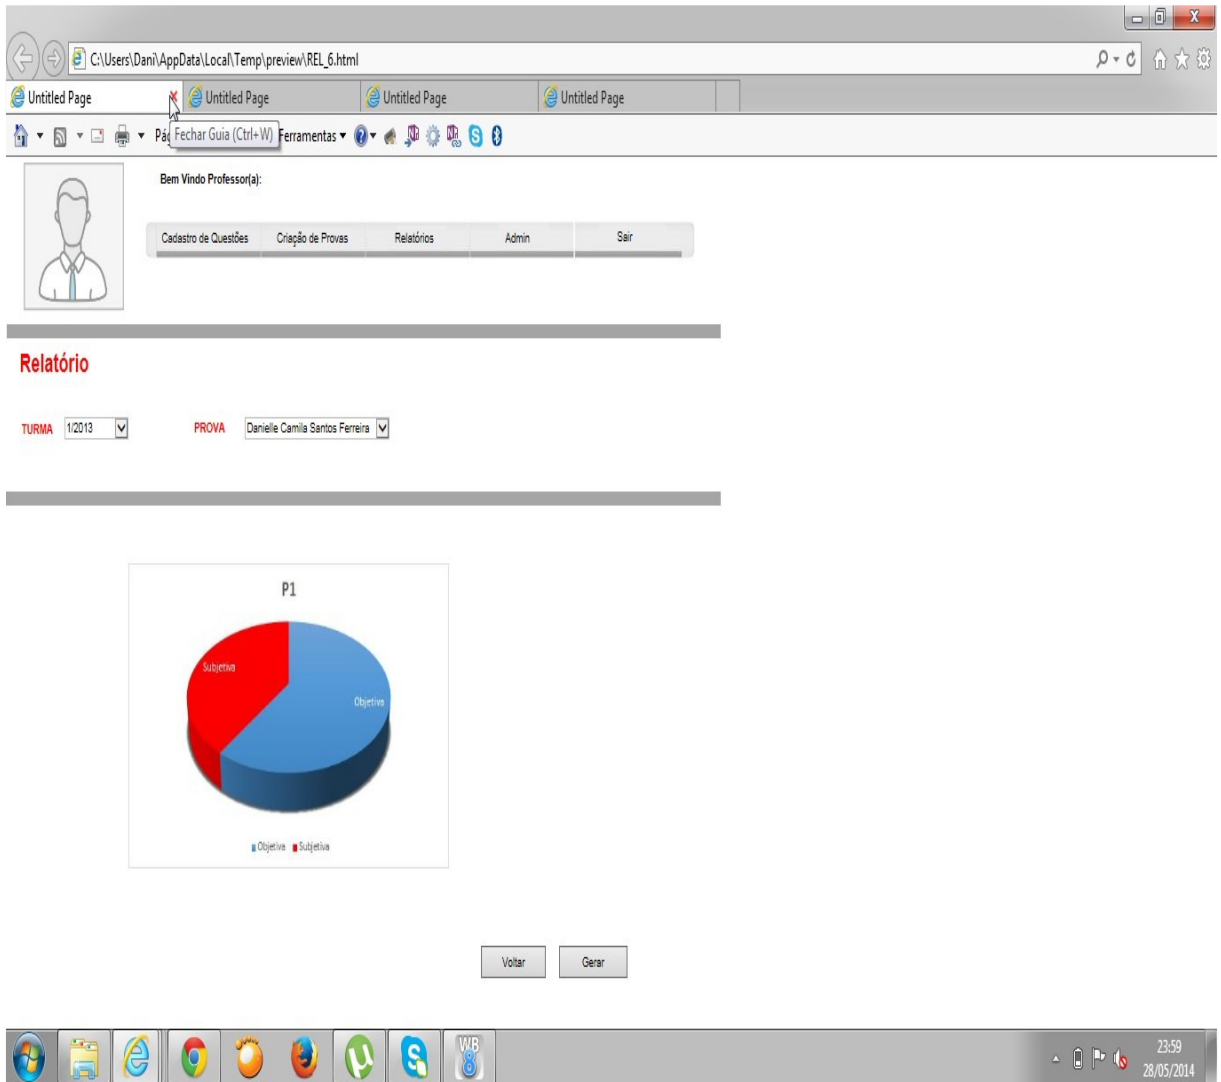 C:\Users\Dani\AppData\Local\Temp\preview\REL_6.html
Untitled Page
Untitled Page
Untitled Page
Untitled Page
Fechar Guia (Ctrl+W)
Ferramentas
Bem Vindo Professor(a):
Cadastro de Questões
Criação de Provas
Relatórios
Admin
Sair
Relatório
TURMA 1/2013
PROVA Danielle Camila Santos Ferreira
P1
Subjetiva
Objetiva
Objetiva Subjetiva
Voltar
Gerar
WB
8
23:59
28/05/2014